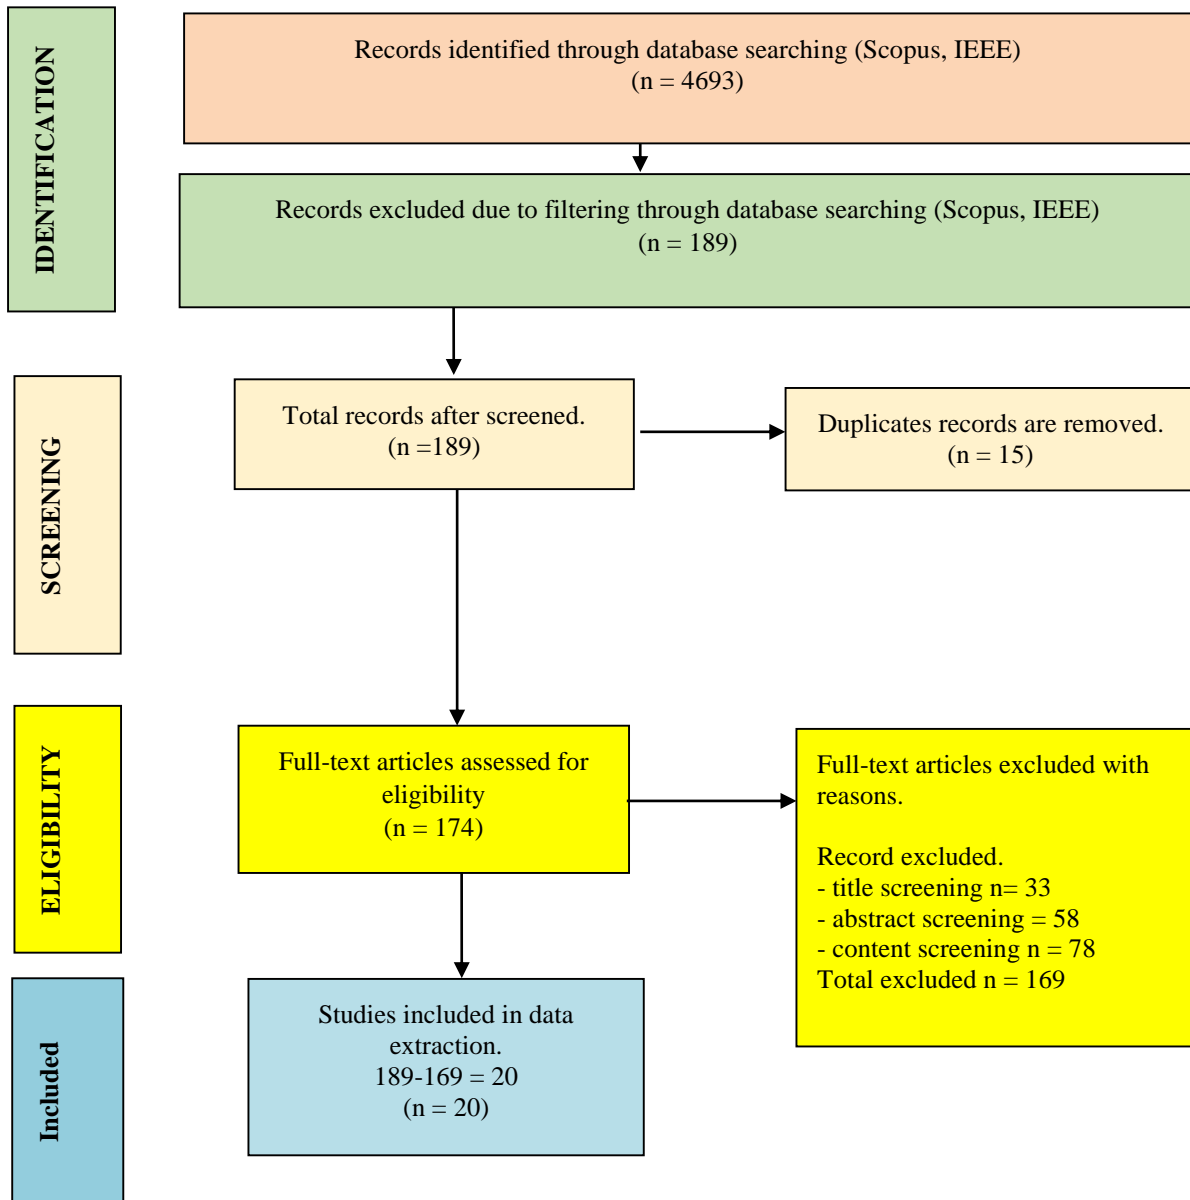 IDENTIFICATION
Records identified through database searching (Scopus, IEEE)
(n = 4693)
Records excluded due to filtering through database searching (Scopus, IEEE)
(n = 189)
SCREENING
Total records after screened.
(n =189)
Duplicates records are removed.
(n = 15)
ELIGIBILITY
Full-text articles assessed for
eligibility
(n = 174)
Full-text articles excluded with
reasons.
Record excluded.
- title screening n= 33
- abstract screening = 58
- content screening n = 78
Total excluded n = 169
Included
Studies included in data
extraction.
189-169 = 20
(n = 20)